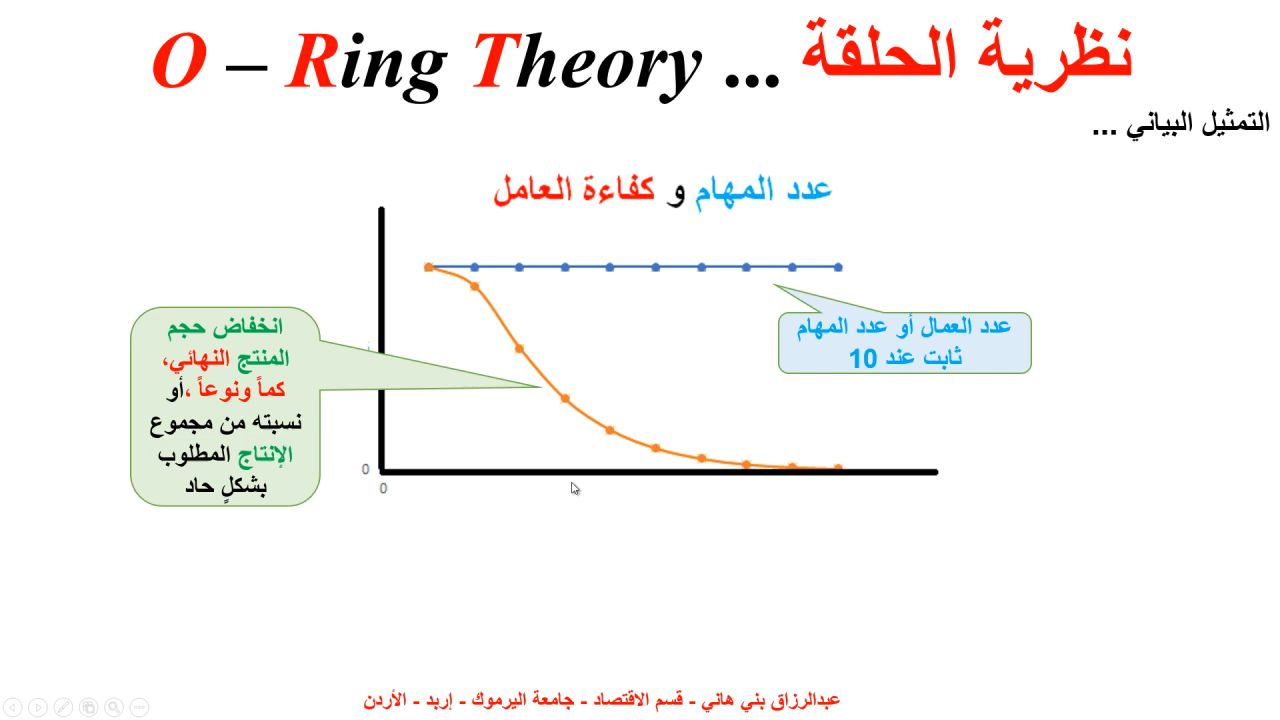 O – Ring Theory ... نظرية الحلقة
التمثيل البياني ...
عدد المهام و كفاءة العامل
عدد العمال أو عدد المهام
ثابت عند 10
انخفاض حجم
المنتج النهائي،
كماً ونوعاً ،أو
نسبته من مجموع
الإنتاج المطلوب
بشكلٍ حاد
0
0
عبدالرزاق بني هاني - قسم الاقتصاد - جامعة اليرموك - إربد - الأردن